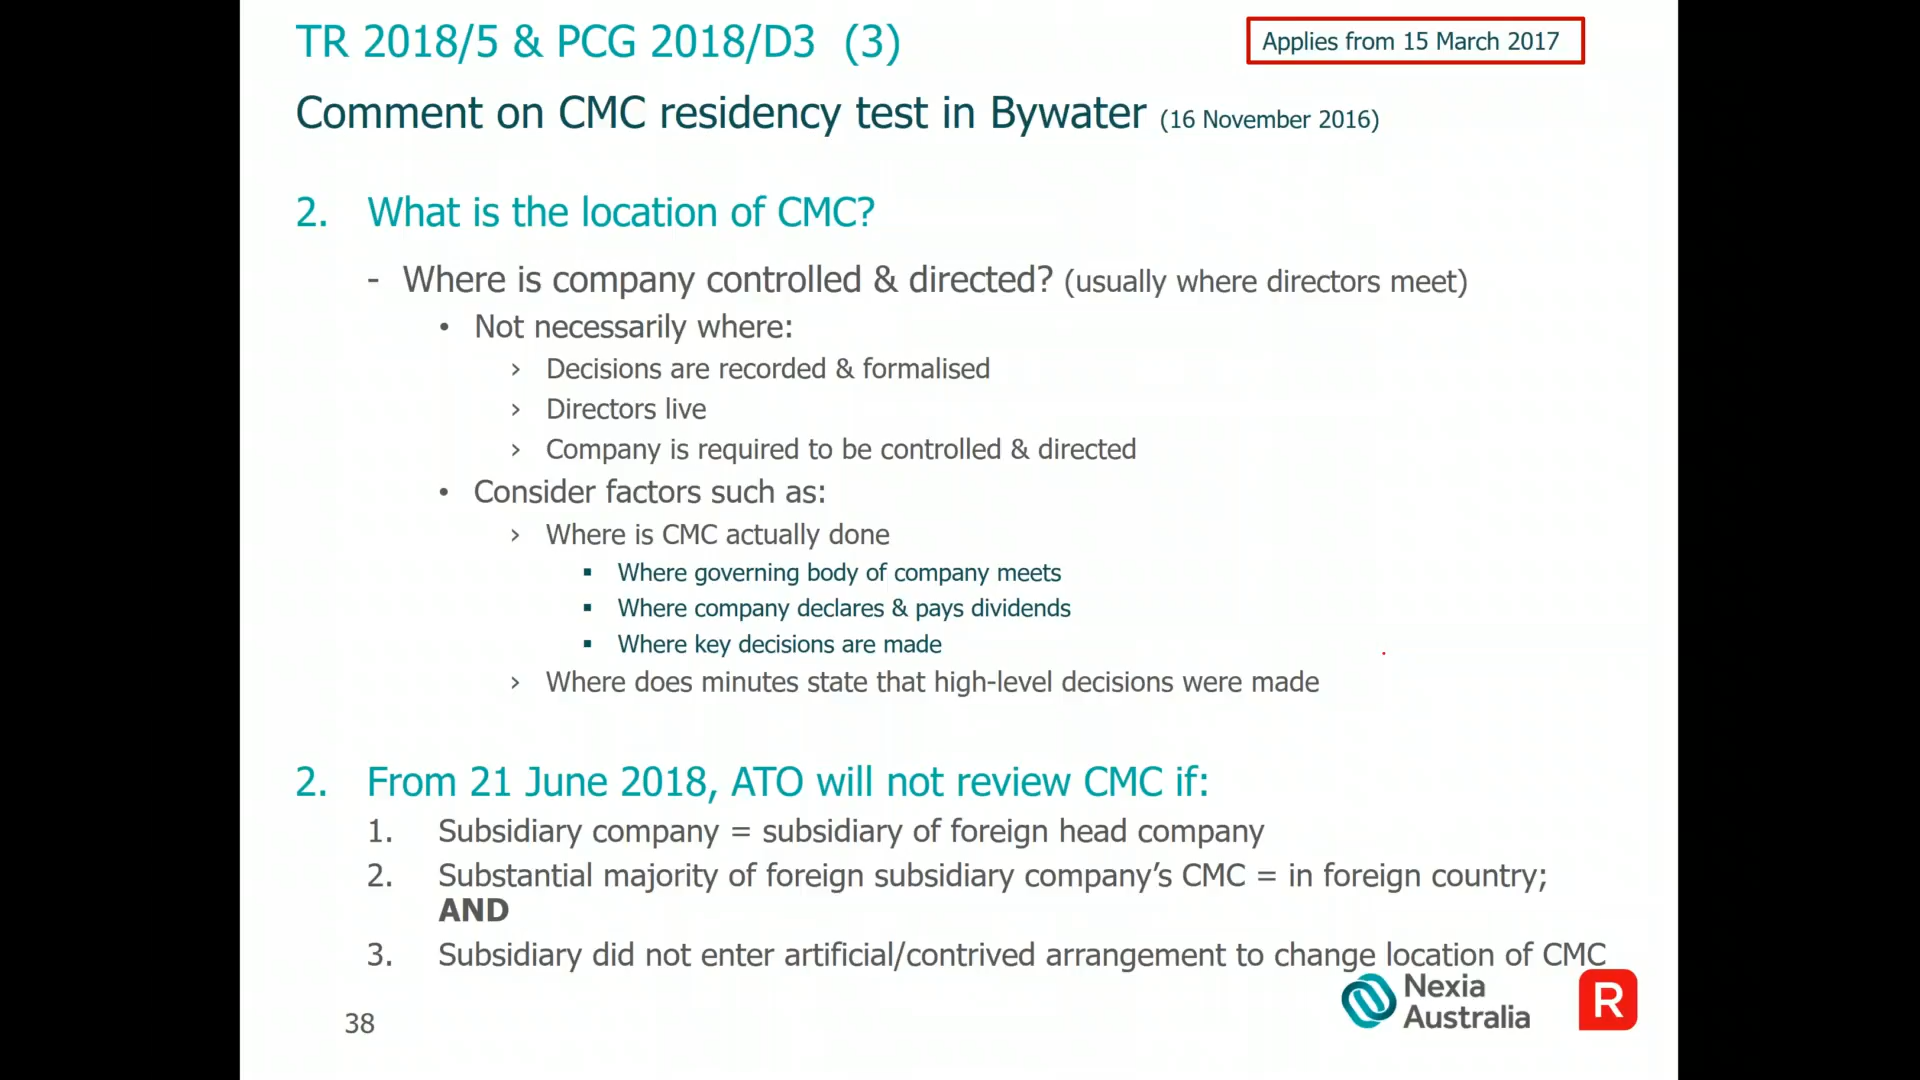 TR 2018/5 & PCG 2018/D3 (3)
Applies from 15 March 2017
Comment on CMC residency test in Bywater (16 November 2016)
2. What is the location of CMC?
- Where is company controlled & directed? (usually where directors meet)
• Not necessarily where:
› Decisions are recorded & formalised
› Directors live
› Company is required to be controlled & directed
• Consider factors such as:
› Where is CMC actually done
▪ Where governing body of company meets
▪ Where company declares & pays dividends
▪ Where key decisions are made
› Where does minutes state that high-level decisions were made
2. From 21 June 2018, ATO will not review CMC if:
1. Subsidiary company = subsidiary of foreign head company
2. Substantial majority of foreign subsidiary company’s CMC = in foreign country;
AND
3. Subsidiary did not enter artificial/contrived arrangement to change location of CMC
Nexia
Australia
R
38